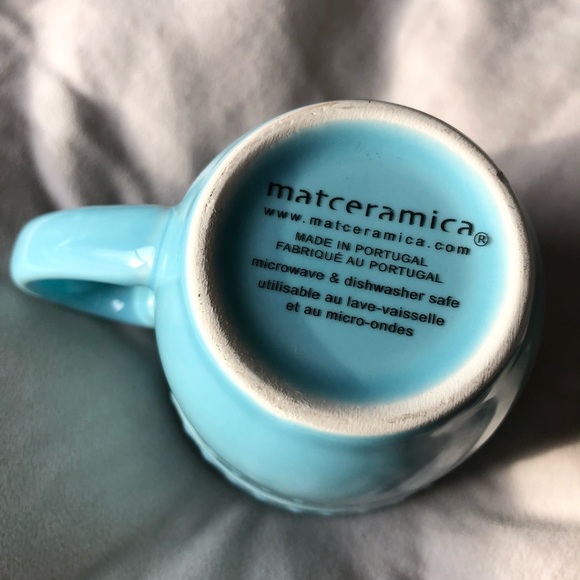 matceramica®
www.matceramica.com
MADE IN PORTUGAL
FABRIQUÉ AU PORTUGAL
microwave & dishwasher safe
utilisable au lave-vaisselle
et au micro-ondes